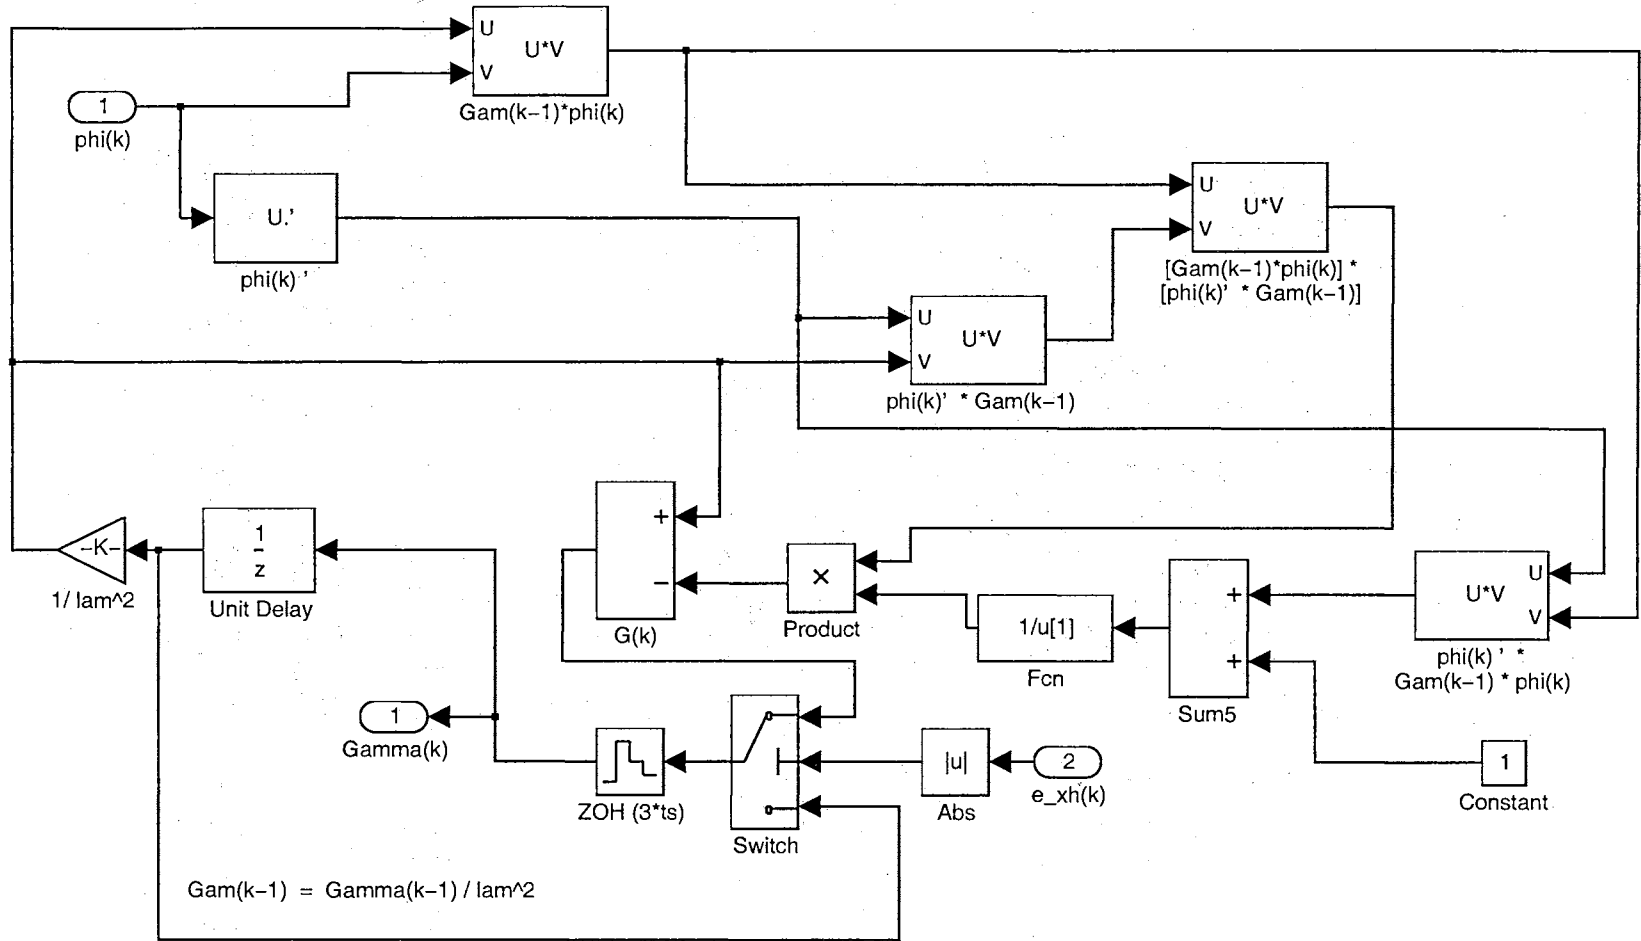 U
U*V
V
Gam(k−1)*phi(k)
1
phi(k)
U.'
phi(k) '
U
U*V
V
[Gam(k−1)*phi(k)] *
[phi(k)' * Gam(k−1)]
U
U*V
V
phi(k)' * Gam(k−1)
−K−
1/ lam^2
1
z
Unit Delay
+
−
G(k)
×
Product
1/u[1]
Fcn
+
+
Sum5
U
U*V
V
phi(k) ' *
Gam(k−1) * phi(k)
1
Gamma(k)
ZOH (3*ts)
Switch
|u|
Abs
2
e_xh(k)
1
Constant
Gam(k−1) = Gamma(k−1) / lam^2